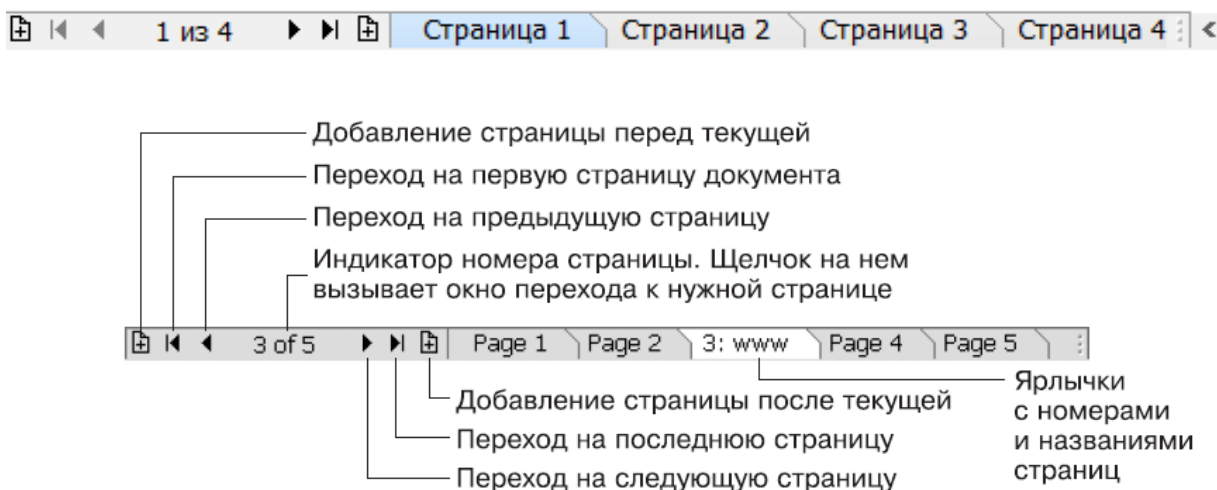 1 из 4 Страница 1 Страница 2 Страница 3 Страница 4
Добавление страницы перед текущей
Переход на первую страницу документа
Переход на предыдущую страницу
Индикатор номера страницы. Щелчок на нем
вызывает окно перехода к нужной странице
3 of 5 Page 1 Page 2 3: www Page 4 Page 5
Добавление страницы после текущей
Переход на последнюю страницу
Переход на следующую страницу
Ярлычки
с номерами
и названиями
страниц